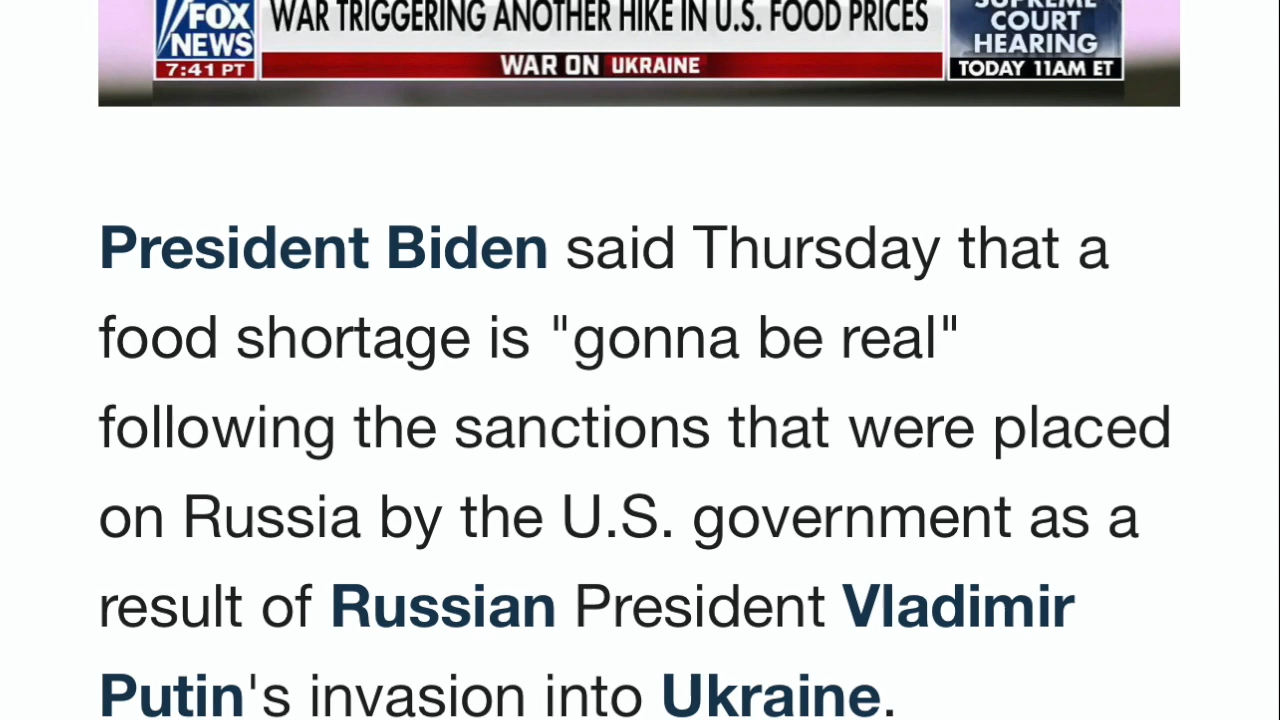 FOX
NEWS
7:41 PT
WAR TRIGGERING ANOTHER HIKE IN U.S. FOOD PRICES
WAR ON UKRAINE
SUPREME
COURT
HEARING
TODAY 11AM ET
President Biden said Thursday that a
food shortage is "gonna be real"
following the sanctions that were placed
on Russia by the U.S. government as a
result of Russian President Vladimir
Putin's invasion into Ukraine.